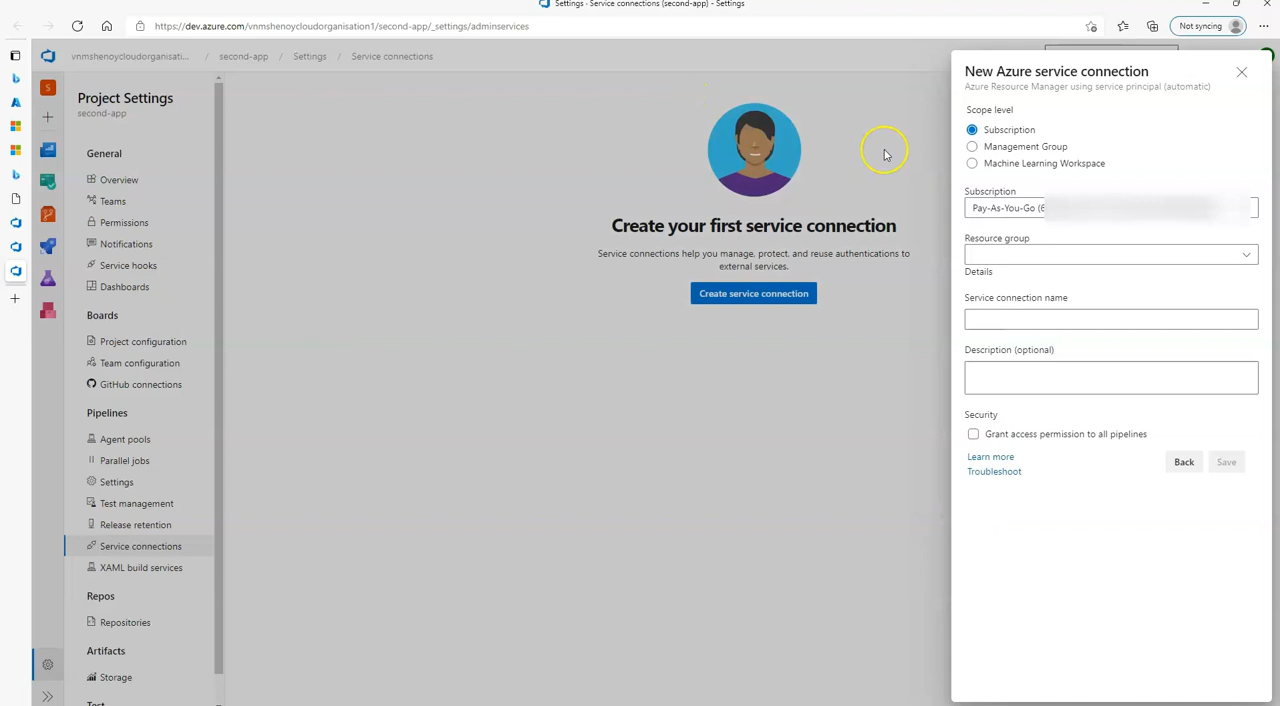 Settings · Service connections (second-app) - Settings
https://dev.azure.com/vnmshenoycloudorganisation1/second-app/_settings/adminservices
Not syncing
vnmshenoycloudorganisati... / second-app / Settings / Service connections
S
Project Settings
second-app
General
Overview
Teams
Permissions
Notifications
Service hooks
Dashboards
Boards
Project configuration
Team configuration
GitHub connections
Pipelines
Agent pools
Parallel jobs
Settings
Test management
Release retention
Service connections
XAML build services
Repos
Repositories
Artifacts
Storage
Test
Create your first service connection
Service connections help you manage, protect, and reuse authentications to
external services.
Create service connection
New Azure service connection
Azure Resource Manager using service principal (automatic)
Scope level
Subscription
Management Group
Machine Learning Workspace
Subscription
Pay-As-You-Go (6
Resource group
Details
Service connection name
Description (optional)
Security
Grant access permission to all pipelines
Learn more
Troubleshoot
Back
Save